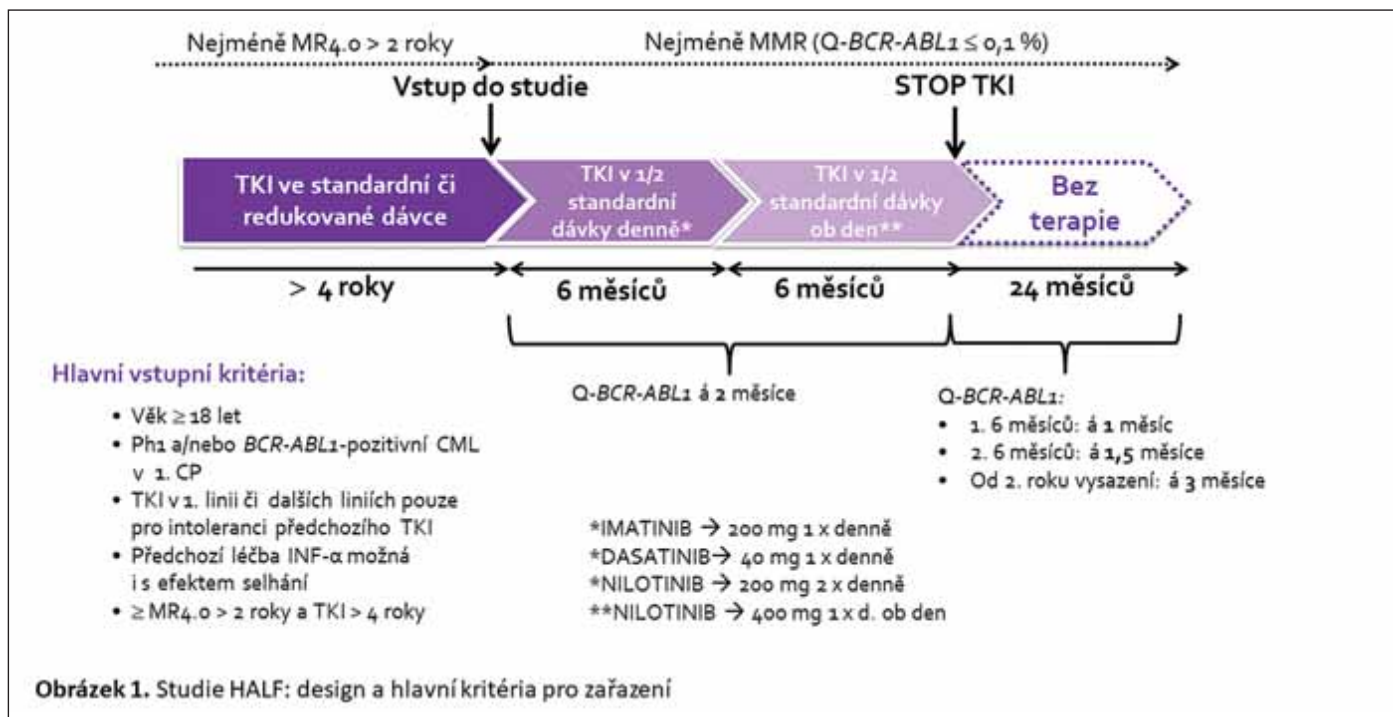 Nejméně MR4.0 > 2 roky
Nejméně MMR (Q-BCR-ABL1 ≤ 0,1 %)
Vstup do studie
STOP TKI
TKI ve standardní či
redukované dávce
TKI v 1/2
standardní
dávky denně*
TKI v 1/2
standardní dávky
ob den**
Bez
terapie
> 4 roky
6 měsíců
6 měsíců
24 měsíců
Hlavní vstupní kritéria:
• Věk ≥ 18 let
• Ph1 a/nebo BCR-ABL1-pozitivní CML
v 1. CP
• TKI v 1. linii či dalších liniích pouze
pro intoleranci předchozího TKI
• Předchozí léčba INF-α možná
i s efektem selhání
• ≥ MR4.0 > 2 roky a TKI > 4 roky
Q-BCR-ABL1 á 2 měsíce
*IMATINIB → 200 mg 1 x denně
*DASATINIB → 40 mg 1 x denně
*NILOTINIB → 200 mg 2 x denně
**NILOTINIB → 400 mg 1 x d. ob den
Q-BCR-ABL1:
• 1. 6 měsíců: á 1 měsíc
• 2. 6 měsíců: á 1,5 měsíce
• Od 2. roku vysazení: á 3 měsíce
Obrázek 1. Studie HALF: design a hlavní kritéria pro zařazení